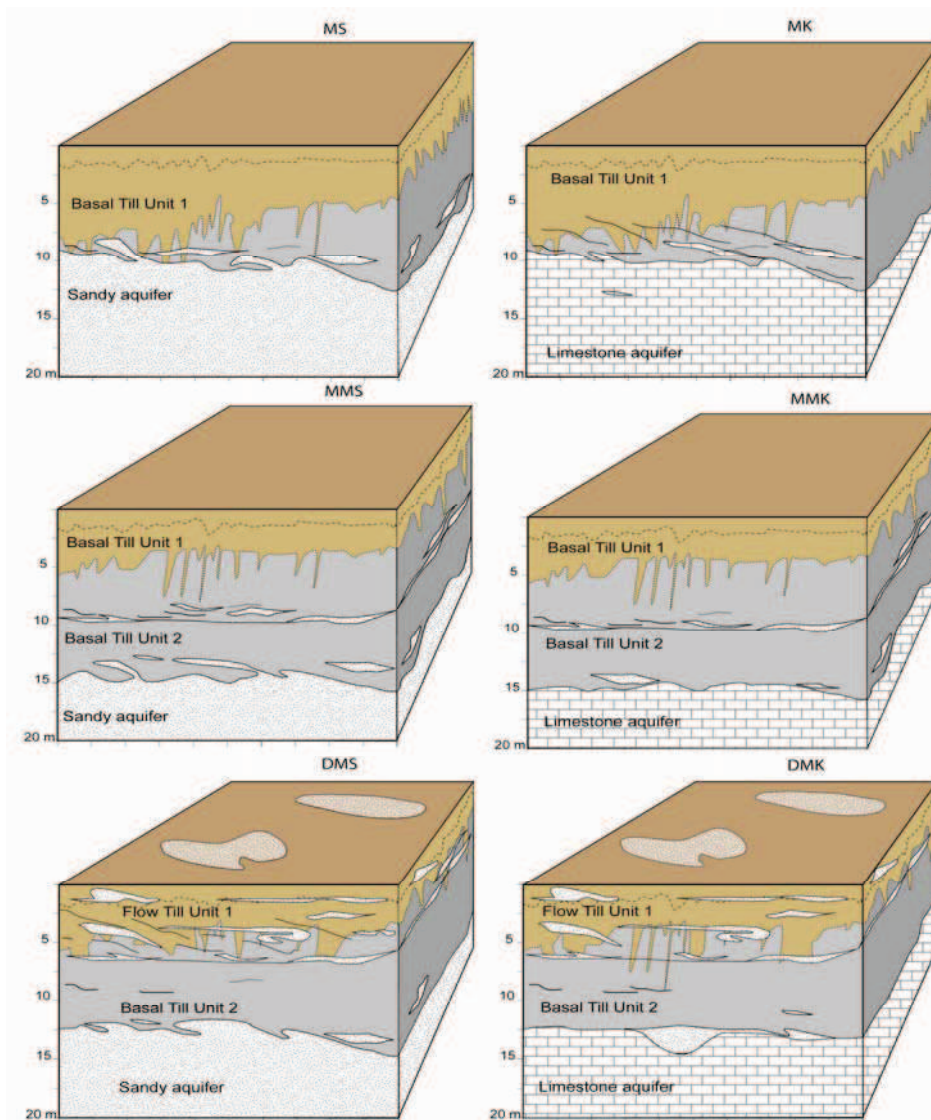 MS
MK
Basal Till Unit 1
5
10
Sandy aquifer
15
20 m
Basal Till Unit 1
5
10
15
Limestone aquifer
20 m
MMS
MMK
Basal Till Unit 1
5
10
Basal Till Unit 2
15
Sandy aquifer
20 m
Basal Till Unit 1
5
10
Basal Till Unit 2
15
Limestone aquifer
20 m
DMS
DMK
Flow Till Unit 1
5
10
Basal Till Unit 2
15
Sandy aquifer
20 m
Flow Till Unit 1
5
10
Basal Till Unit 2
15
Limestone aquifer
20 m